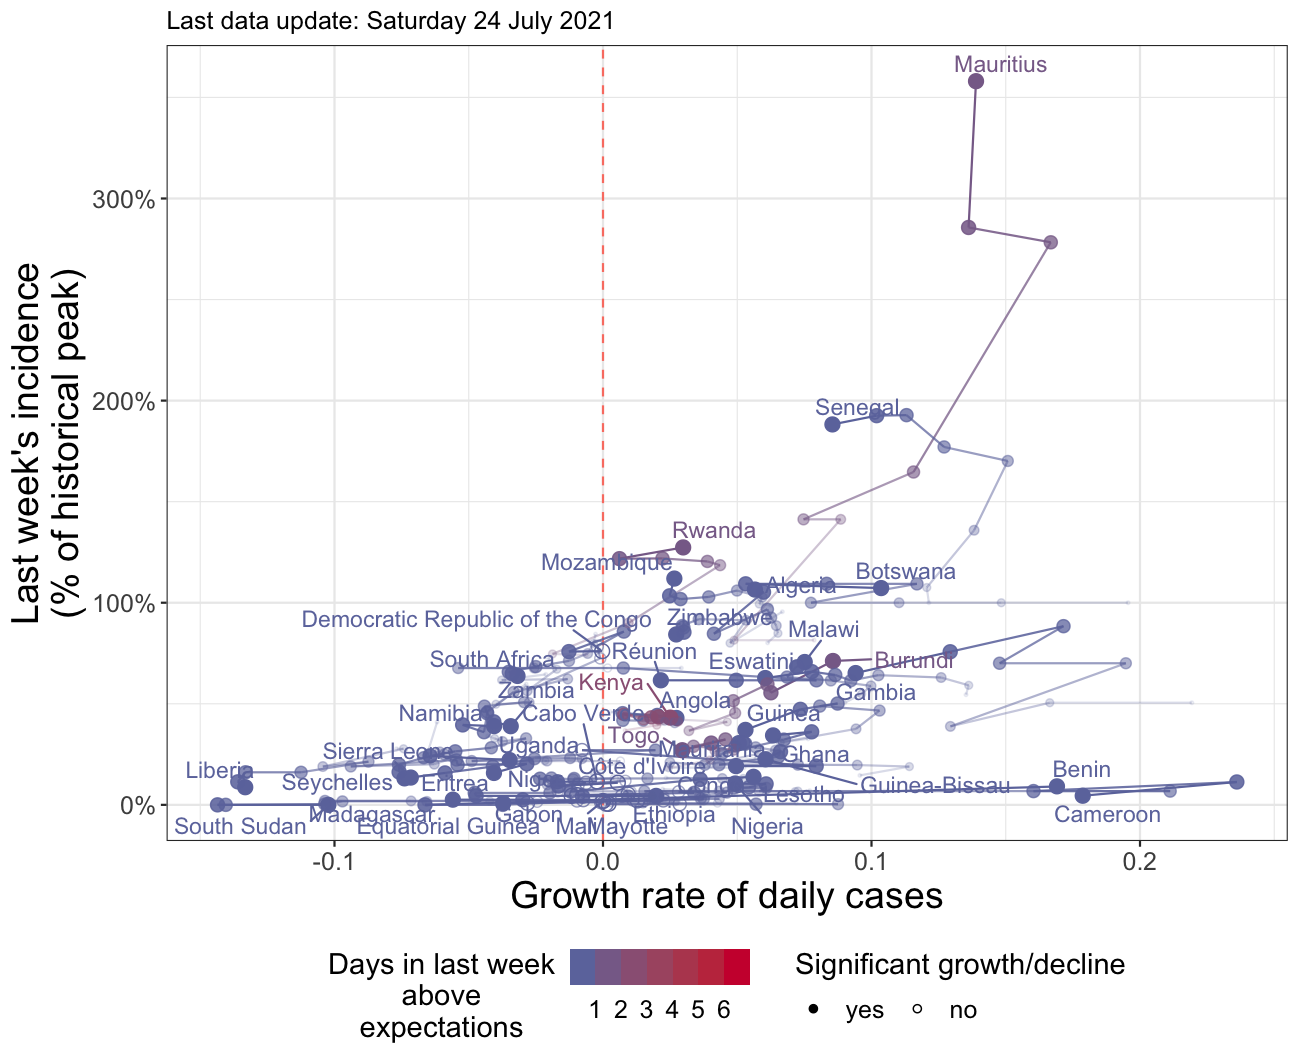 Last data update: Saturday 24 July 2021
Last week's incidence
(% of historical peak)
300%
200%
100%
0%
Mauritius
Senegal
Rwanda
Mozambique
Algeria
Botswana
Democratic Republic of the Congo
Zimbabwe
Malawi
South Africa
Réunion
Eswatini
Burundi
Zambia
Kenya
Angola
Gambia
Namibia
Cabo Verde
Guinea
Togo
Sierra Leone
Uganda
Mauritania
Ghana
Liberia
Seychelles
Eritrea
Niger
Côte d'Ivoire
Congo
Guinea-Bissau
Benin
Lesotho
South Sudan
Madagascar
Equatorial Guinea
Gabon
Mali
Mayotte
Ethiopia
Nigeria
Cameroon
-0.1
0.0
0.1
0.2
Growth rate of daily cases
Days in last week
above
expectations
1 2 3 4 5 6
Significant growth/decline
yes
no